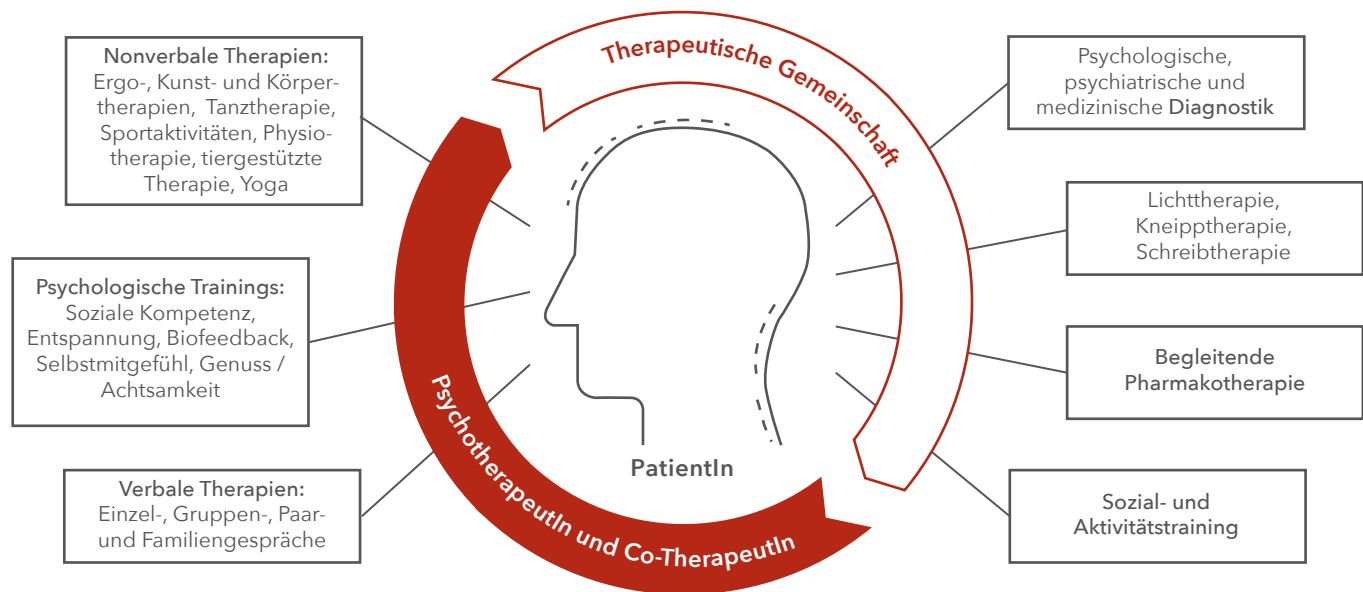 Nonverbale Therapien:
Ergo-, Kunst- und Körper-
therapien, Tanztherapie,
Sportaktivitäten, Physio-
therapie, tiergestützte
Therapie, Yoga
Psychologische Trainings:
Soziale Kompetenz,
Entspannung, Biofeedback,
Selbstmitgefühl, Genuss /
Achtsamkeit
Verbale Therapien:
Einzel-, Gruppen-, Paar-
und Familiengespräche
Therapeutische Gemeinschaft
PatientIn
PsychotherapeutIn und Co-TherapeutIn
Psychologische,
psychiatrische und
medizinische Diagnostik
Lichttherapie,
Kneipptherapie,
Schreibtherapie
Begleitende
Pharmakotherapie
Sozial- und
Aktivitätstraining